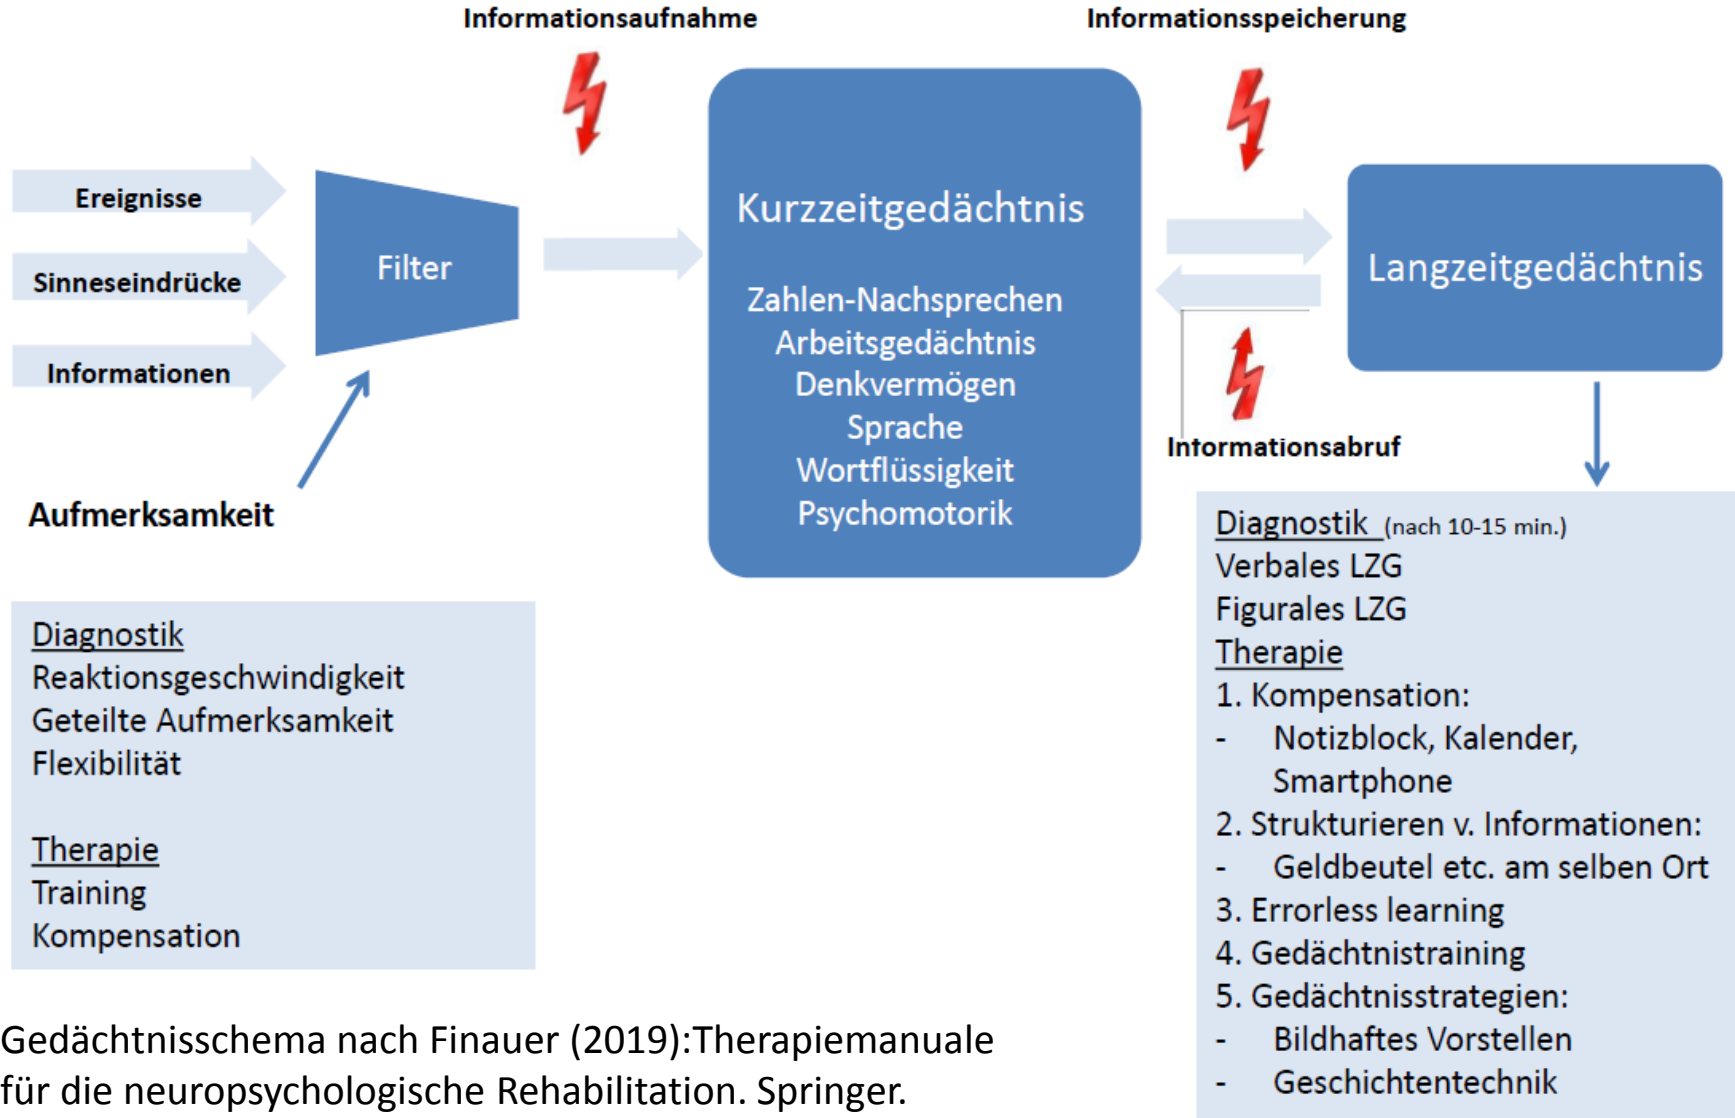 Informationsaufnahme
Informationsspeicherung
Ereignisse
Sinneseindrücke
Informationen
Filter
Kurzzeitgedächtnis
Zahlen-Nachsprechen
Arbeitsgedächtnis
Denkvermögen
Sprache
Wortflüssigkeit
Psychomotorik
Langzeitgedächtnis
Informationsabruf
Aufmerksamkeit
Diagnostik
Reaktionsgeschwindigkeit
Geteilte Aufmerksamkeit
Flexibilität
Therapie
Training
Kompensation
Diagnostik (nach 10-15 min.)
Verbales LZG
Figurales LZG
Therapie
1. Kompensation:
- Notizblock, Kalender,
Smartphone
2. Strukturieren v. Informationen:
- Geldbeutel etc. am selben Ort
3. Errorless learning
4. Gedächtnistraining
5. Gedächtnisstrategien:
- Bildhaftes Vorstellen
- Geschichtentechnik
Gedächtnisschema nach Finauer (2019):Therapiemanuale
für die neuropsychologische Rehabilitation. Springer.